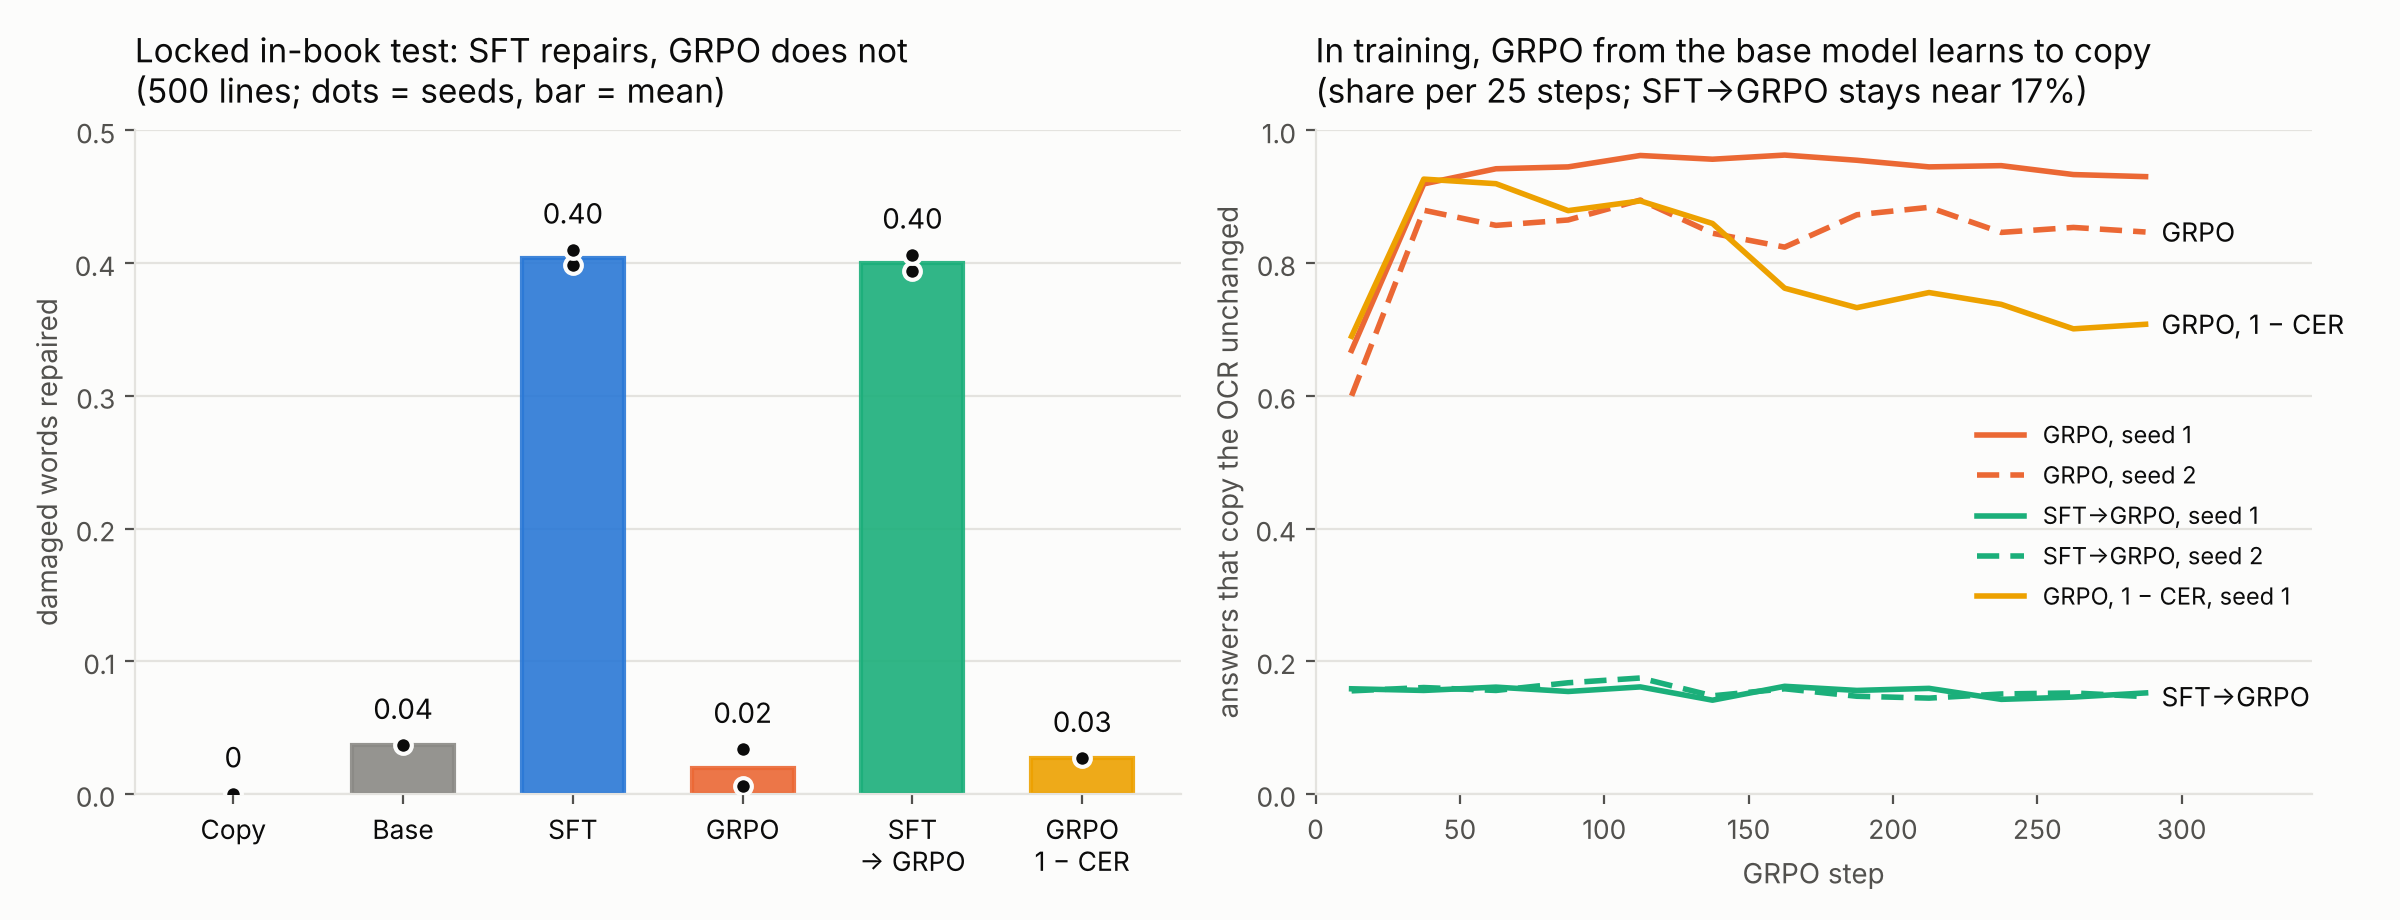 Locked in-book test: SFT repairs, GRPO does not
(500 lines; dots = seeds, bar = mean)
damaged words repaired
0.5
0.4
0.3
0.2
0.1
0.0
0
0.04
0.40
0.02
0.40
0.03
Copy
Base
SFT
GRPO
SFT
→ GRPO
GRPO
1 − CER
In training, GRPO from the base model learns to copy
(share per 25 steps; SFT→GRPO stays near 17%)
answers that copy the OCR unchanged
1.0
0.8
0.6
0.4
0.2
0.0
GRPO
GRPO, 1 − CER
GRPO, seed 1
GRPO, seed 2
SFT→GRPO, seed 1
SFT→GRPO, seed 2
GRPO, 1 − CER, seed 1
SFT→GRPO
0
50
100
150
200
250
300
GRPO step